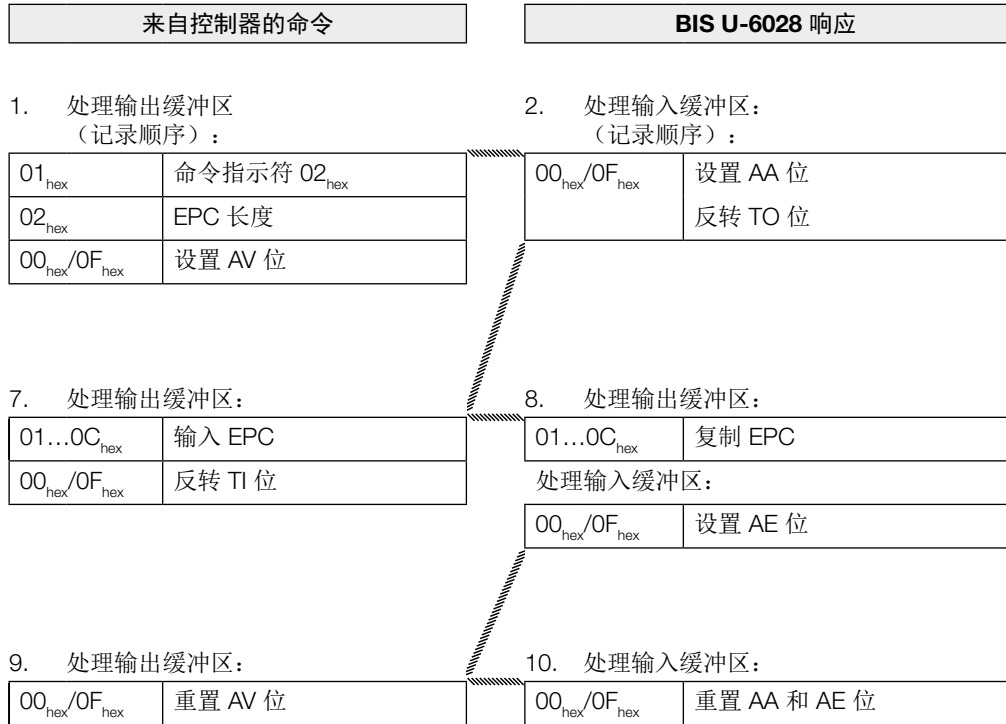 来自控制器的命令 BIS U-6028 响应
1. 处理输出缓冲区 2. 处理输入缓冲区：
（记录顺序）： （记录顺序）：
01hex 命令指示符 02hex 00hex/0Fhex 设置 AA 位
02hex EPC 长度 反转 TO 位
00hex/0Fhex 设置 AV 位
7. 处理输出缓冲区： 8. 处理输出缓冲区：
01…0Chex 输入 EPC 01…0Chex 复制 EPC
00hex/0Fhex 反转 TI 位 处理输入缓冲区：
00hex/0Fhex 设置 AE 位
9. 处理输出缓冲区： 10. 处理输入缓冲区：
00hex/0Fhex 重置 AV 位 00hex/0Fhex 重置 AA 和 AE 位